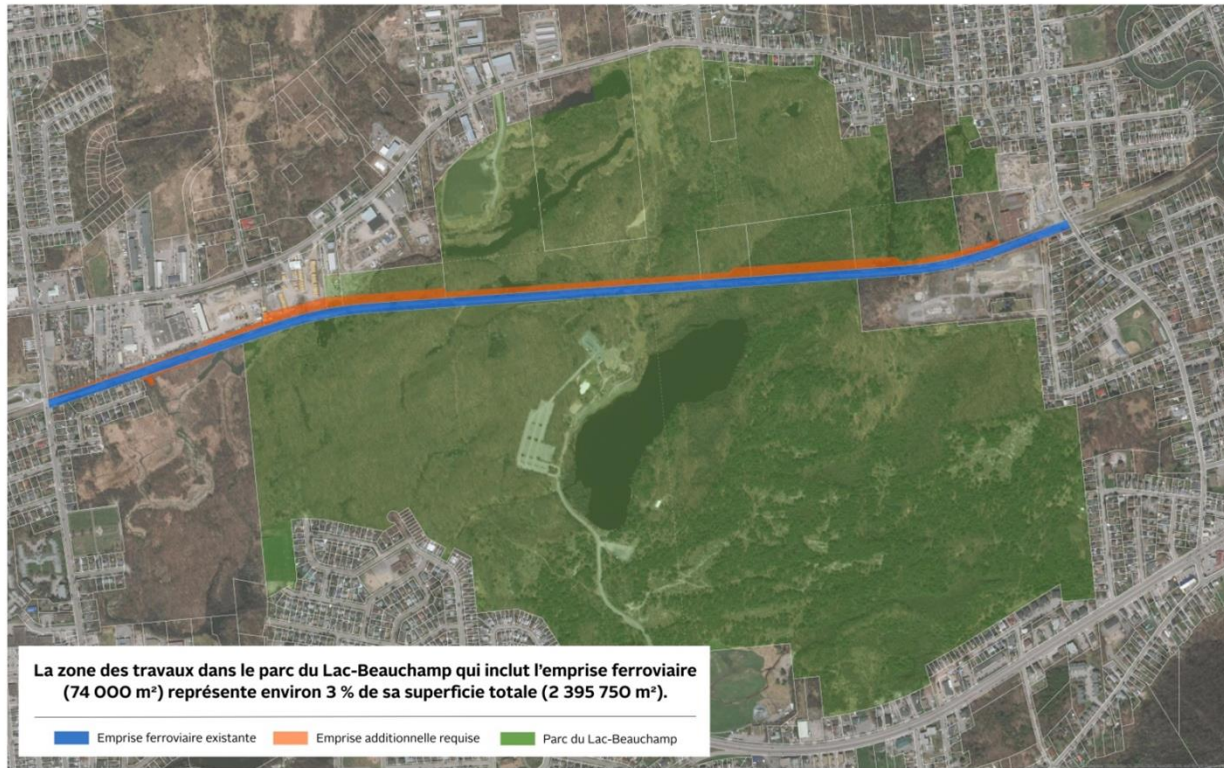 La zone des travaux dans le parc du Lac-Beauchamp qui inclut l'emprise ferroviaire
(74 000 m²) représente environ 3 % de sa superficie totale (2 395 750 m²).
Emprise ferroviaire existante
Emprise additionnelle requise
Parc du Lac-Beauchamp